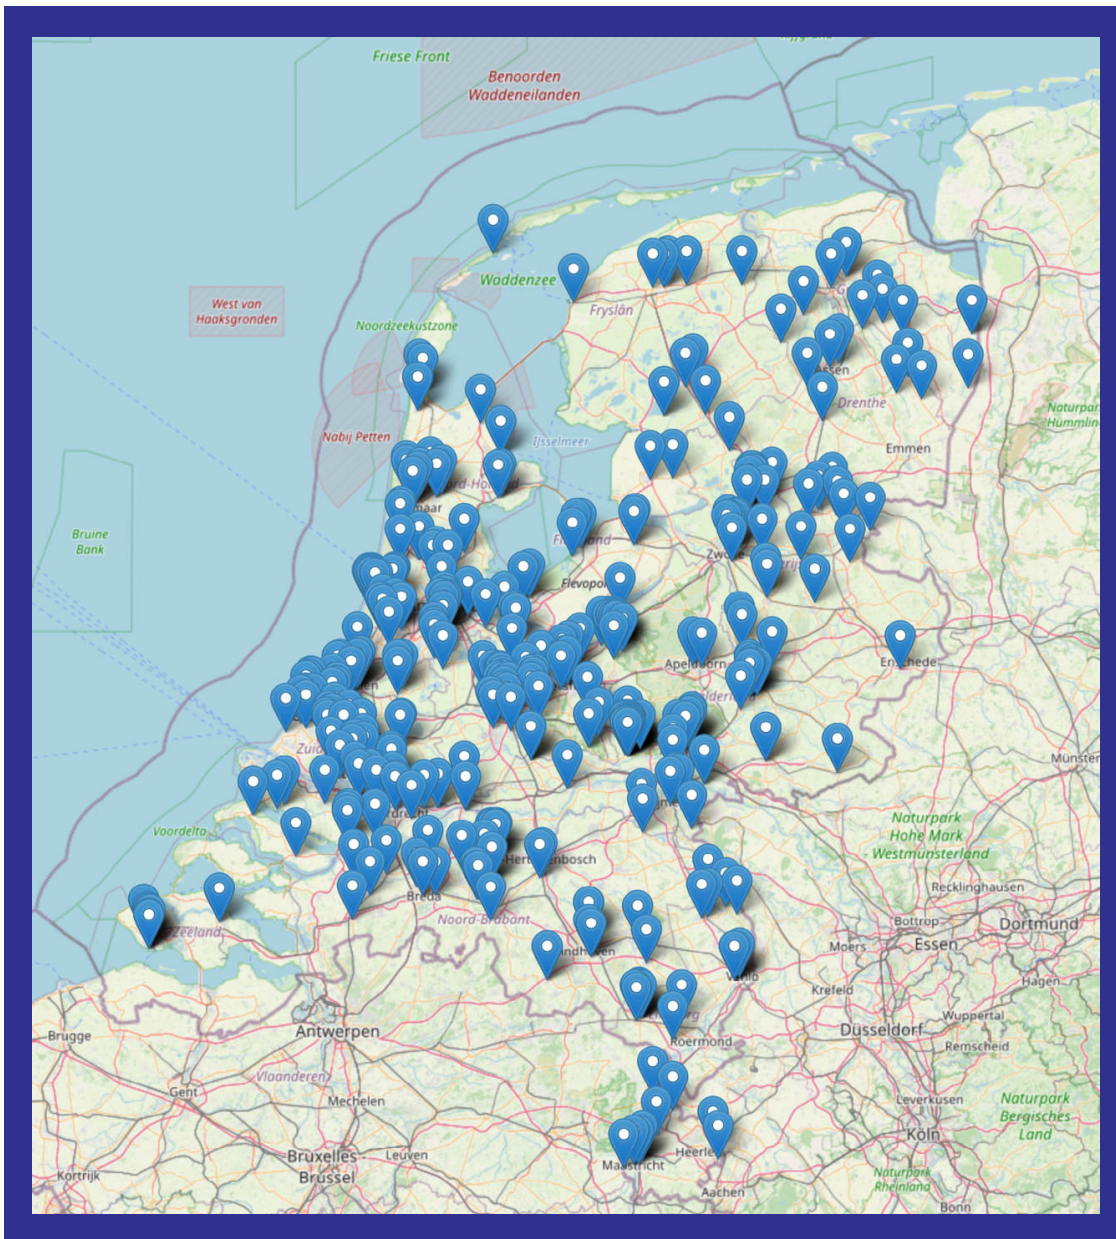 Friese Front
Benoorden
Waddeneilanden
Waddenzee
West van
Haaksgronden
Fryslân
Noordzeekustzone
Assen
Drenthe
Naturpar
Hümmling
Nabij Petten
IJsselmeer
Emmen
Bruine
Bank
Flevopol
Apeldoorn
Enschede
Münster
Voordelta
Naturpark
Hohe Mark
- Westmünsterland
Recklinghausen
Breda
Noord-Brabant
Bottrop
Dortmund
Zeeland
Moers
Essen
Venlo
Krefeld
Hagen
Brugge
Antwerpen
Düsseldorf
Wuppertal
Roermond
Remscheid
Vlaanderen
Gent
Mechelen
Leverkusen
Naturpark
Bergisches
Land
Köln
Bruxelles -
Brussel
Leuven
Heerle
Maastricht
Kortrijk
Naturpark
Rheinland
Aachen
Bonn